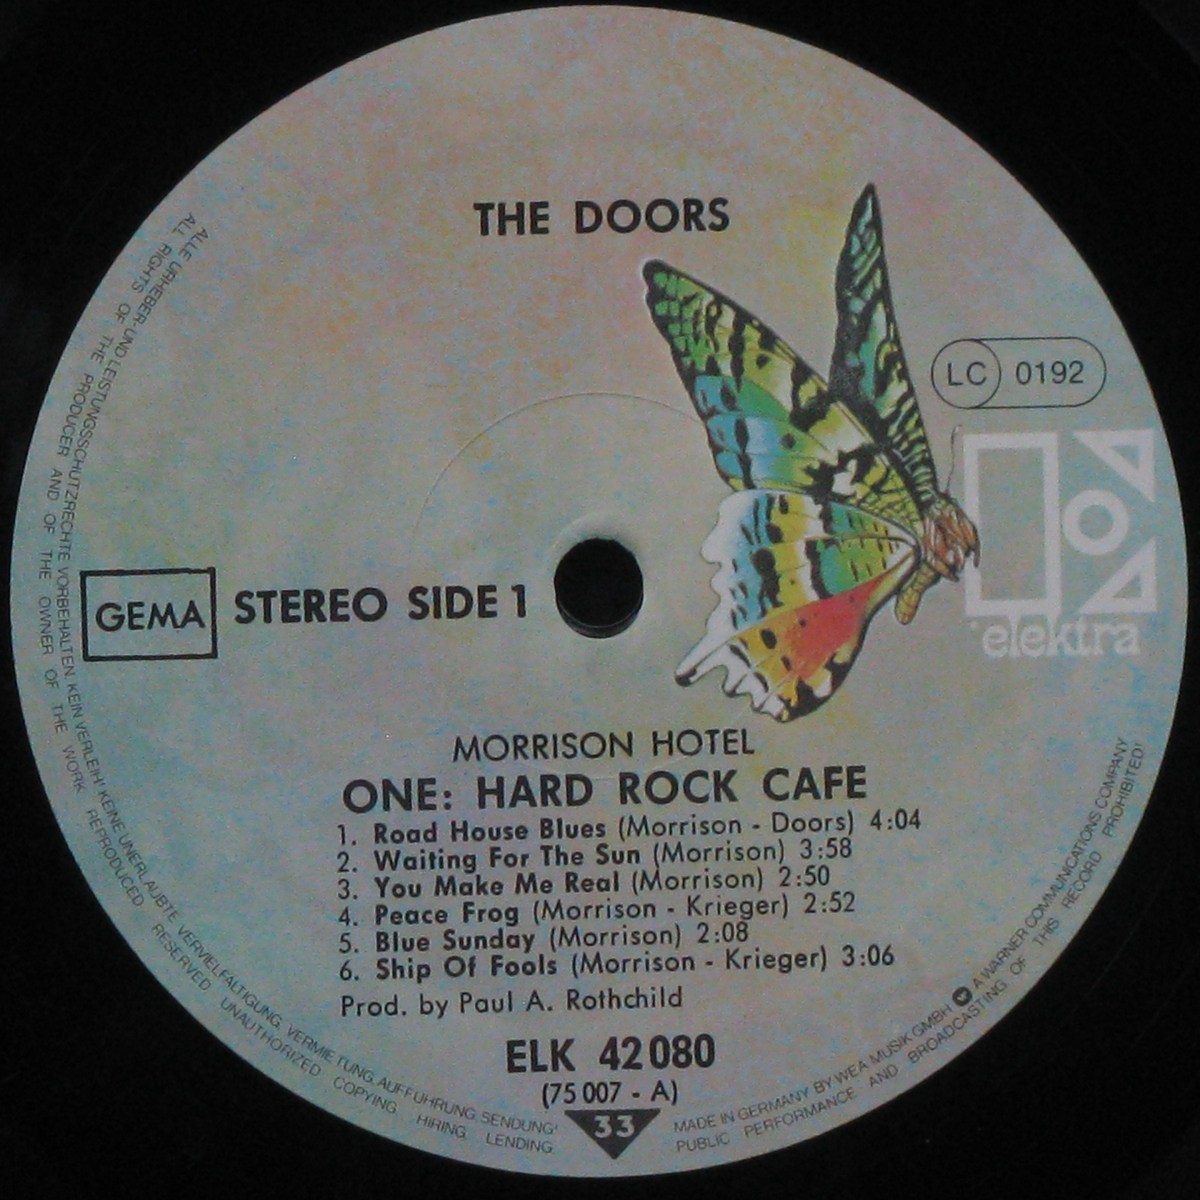 THE DOORS
LC 0192
elektra
GEMA
STEREO SIDE 1
MORRISON HOTEL
ONE: HARD ROCK CAFE
1. Road House Blues (Morrison - Doors) 4:04
2. Waiting For The Sun (Morrison) 3:58
3. You Make Me Real (Morrison) 2:50
4. Peace Frog (Morrison - Krieger) 2:52
5. Blue Sunday (Morrison) 2:08
6. Ship Of Fools (Morrison - Krieger) 3:06
Prod. by Paul A. Rothchild
ELK 42 080
(75 007 - A)
33
ALLE URHEBER- UND LEISTUNGSSCHUTZRECHTE VORBEHALTEN. KEIN VERLEIH! KEINE UNERLAUBTE VERVIELFÄLTIGUNG, VERMIETUNG, AUFFÜHRUNG, SENDUNG!
ALL RIGHTS OF THE PRODUCER AND OF THE OWNER OF THE WORK REPRODUCED RESERVED UNAUTHORIZED COPYING HIRING LENDING
MADE IN GERMANY BY WEA MUSIK GMBH A WARNER COMMUNICATIONS COMPANY
PUBLIC PERFORMANCE AND BROADCASTING OF THIS RECORD PROHIBITED!